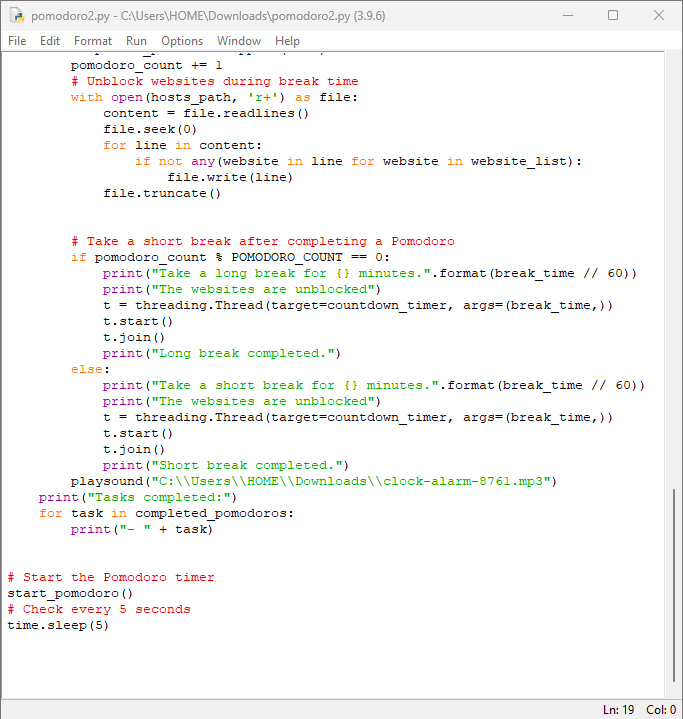 pomodoro2.py - C:\Users\HOME\Downloads\pomodoro2.py (3.9.6)
File Edit Format Run Options Window Help
        pomodoro_count += 1
        # Unblock websites during break time
        with open(hosts_path, 'r+') as file:
            content = file.readlines()
            file.seek(0)
            for line in content:
                if not any(website in line for website in website_list):
                    file.write(line)
            file.truncate()
        # Take a short break after completing a Pomodoro
        if pomodoro_count % POMODORO_COUNT == 0:
            print("Take a long break for {} minutes.".format(break_time // 60))
            print("The websites are unblocked")
            t = threading.Thread(target=countdown_timer, args=(break_time,))
            t.start()
            t.join()
            print("Long break completed.")
        else:
            print("Take a short break for {} minutes.".format(break_time // 60))
            print("The websites are unblocked")
            t = threading.Thread(target=countdown_timer, args=(break_time,))
            t.start()
            t.join()
            print("Short break completed.")
        playsound("C:\\Users\\HOME\\Downloads\\clock-alarm-8761.mp3")
    print("Tasks completed:")
    for task in completed_pomodoros:
        print("- " + task)
# Start the Pomodoro timer
start_pomodoro()
# Check every 5 seconds
time.sleep(5)
Ln: 19 Col: 0